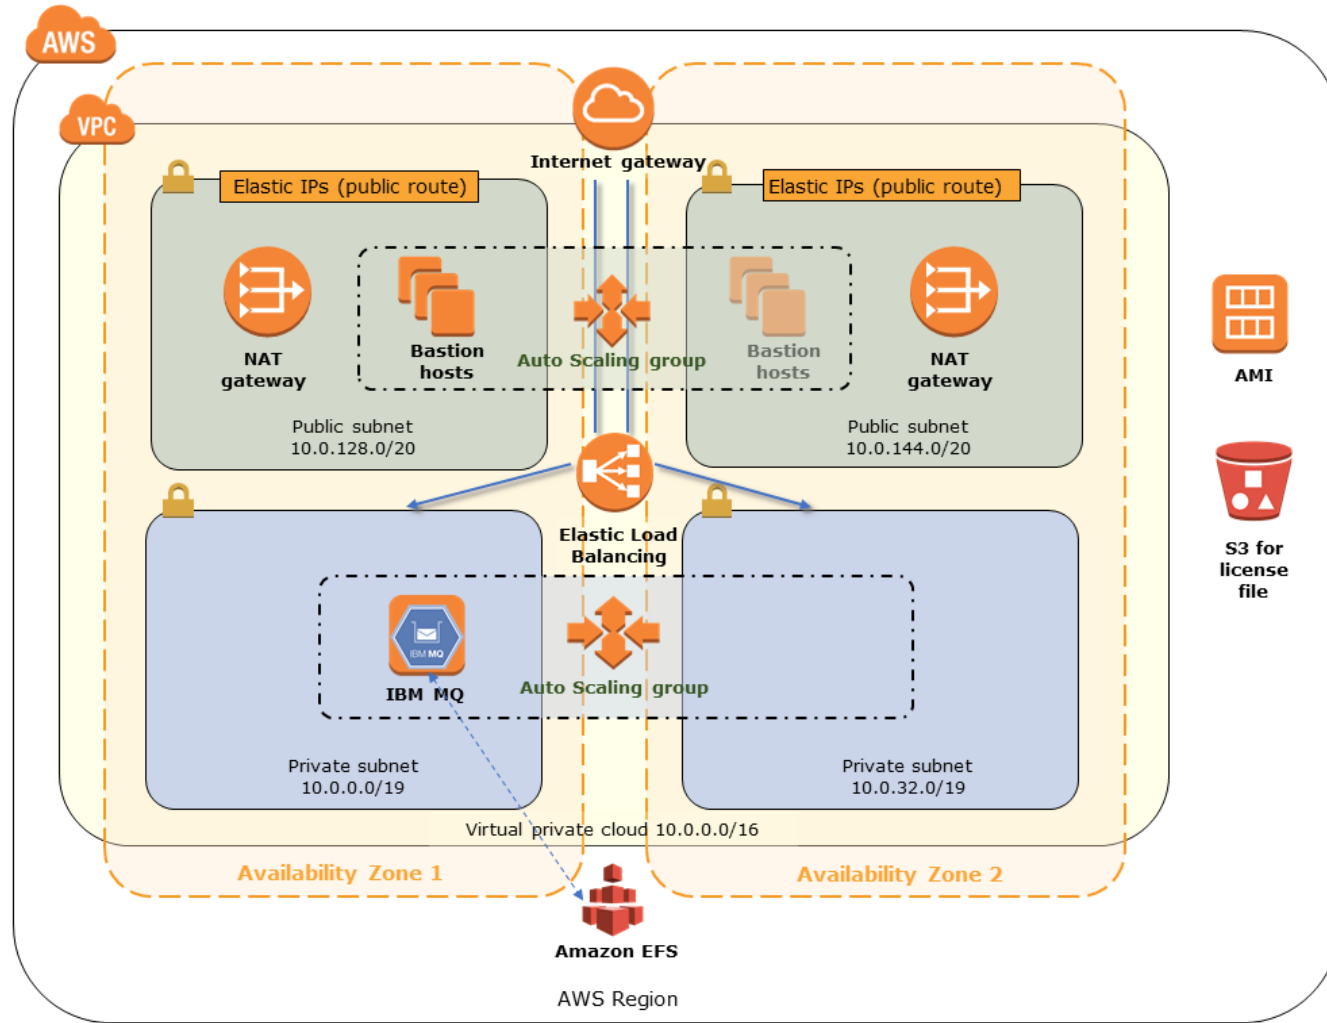 AWS
VPC
Internet gateway
Elastic IPs (public route)
Elastic IPs (public route)
NAT
gateway
Bastion
hosts
Auto Scaling group
Bastion
hosts
NAT
gateway
Public subnet
10.0.128.0/20
Public subnet
10.0.144.0/20
AMI
Elastic Load
Balancing
S3 for
license
file
IBM MQ
IBM MQ
Auto Scaling group
Private subnet
10.0.0.0/19
Private subnet
10.0.32.0/19
Virtual private cloud 10.0.0.0/16
Availability Zone 1
Availability Zone 2
Amazon EFS
AWS Region